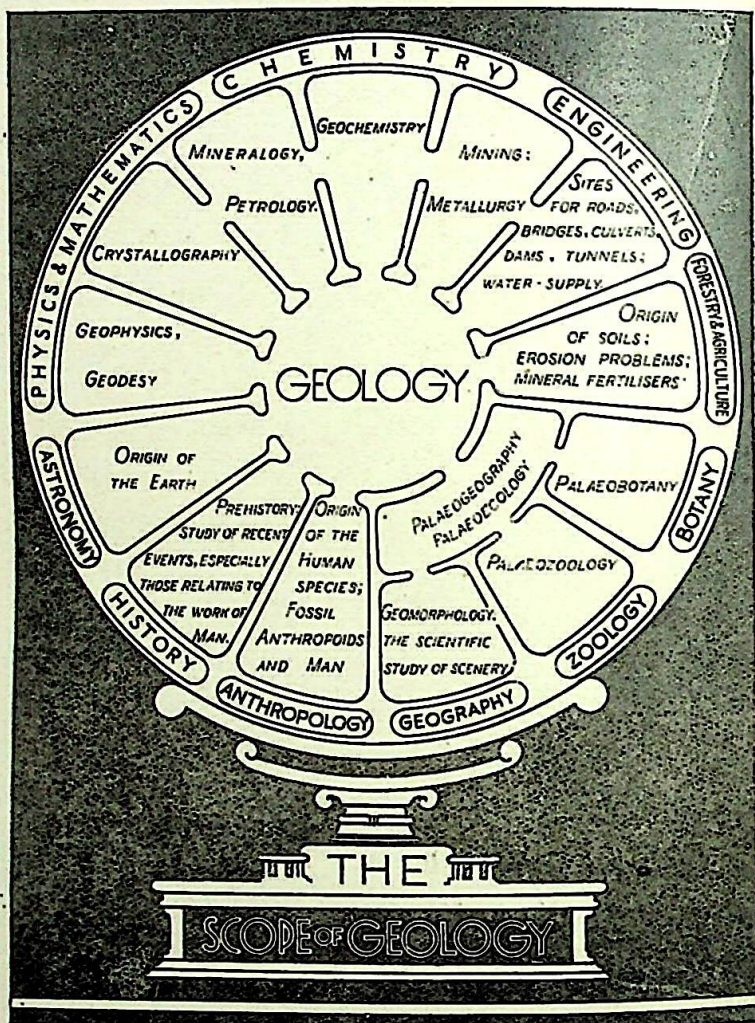 CHEMISTRY
PHYSICS & MATHEMATICS
ENGINEERING
FORESTRY & AGRICULTURE
BOTANY
ZOOLOGY
GEOGRAPHY
ANTHROPOLOGY
HISTORY
ASTRONOMY
GEOCHEMISTRY
MINERALOGY,
PETROLOGY.
CRYSTALLOGRAPHY
GEOPHYSICS,
GEODESY
MINING;
METALLURGY
SITES
FOR ROADS,
BRIDGES, CULVERTS,
DAMS, TUNNELS;
WATER-SUPPLY.
ORIGIN
OF SOILS;
EROSION PROBLEMS;
MINERAL FERTILISERS
GEOLOGY
PALAEOGEOGRAPHY
PALAEOECOLOGY
PALAEOBOTANY
PALAEOZOOLOGY
ORIGIN OF
THE EARTH
PREHISTORY;
STUDY OF RECENT
EVENTS, ESPECIALLY
THOSE RELATING TO
THE WORK OF
MAN.
ORIGIN
OF THE
HUMAN
SPECIES;
FOSSIL
ANTHROPOIDS
AND MAN
GEOMORPHOLOGY.
THE SCIENTIFIC
STUDY OF SCENERY.
THE
SCOPE OF GEOLOGY